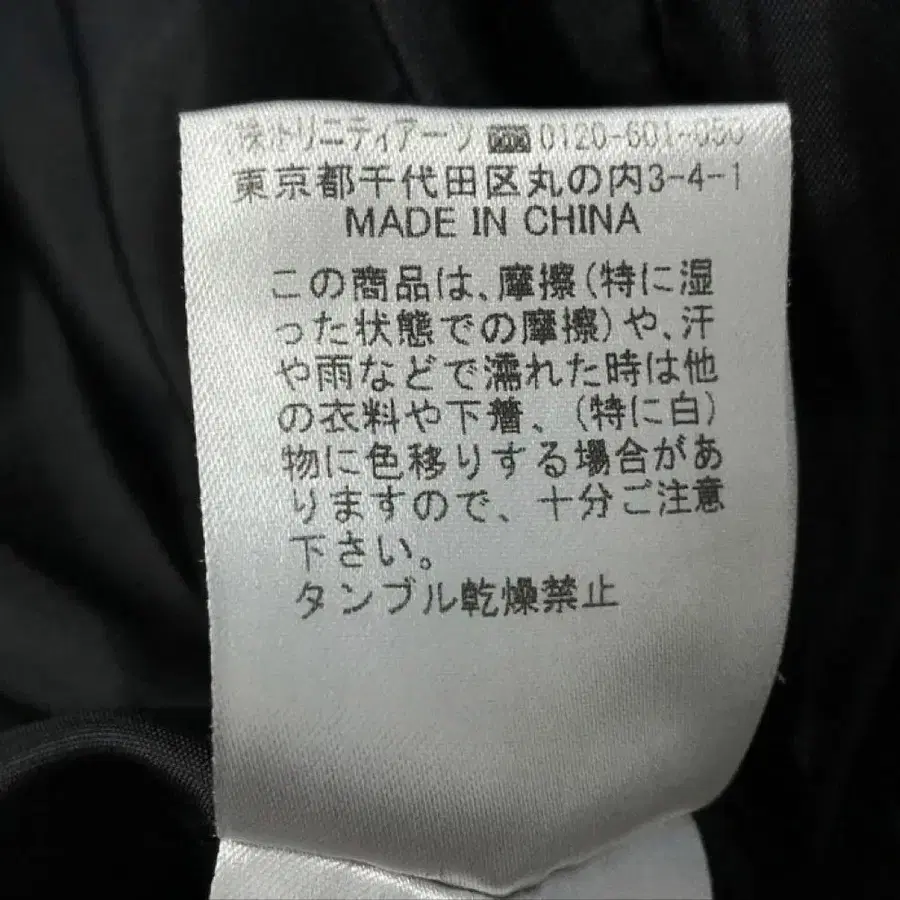 ㈱トリニティアーツ 0120-601-050
東京都千代田区丸の内3-4-1
MADE IN CHINA
この商品は、摩擦(特に湿
った状態での摩擦)や、汗
や雨などで濡れた時は他
の衣料や下着、(特に白)
物に色移りする場合があ
りますので、十分ご注意
下さい。
タンブル乾燥禁止